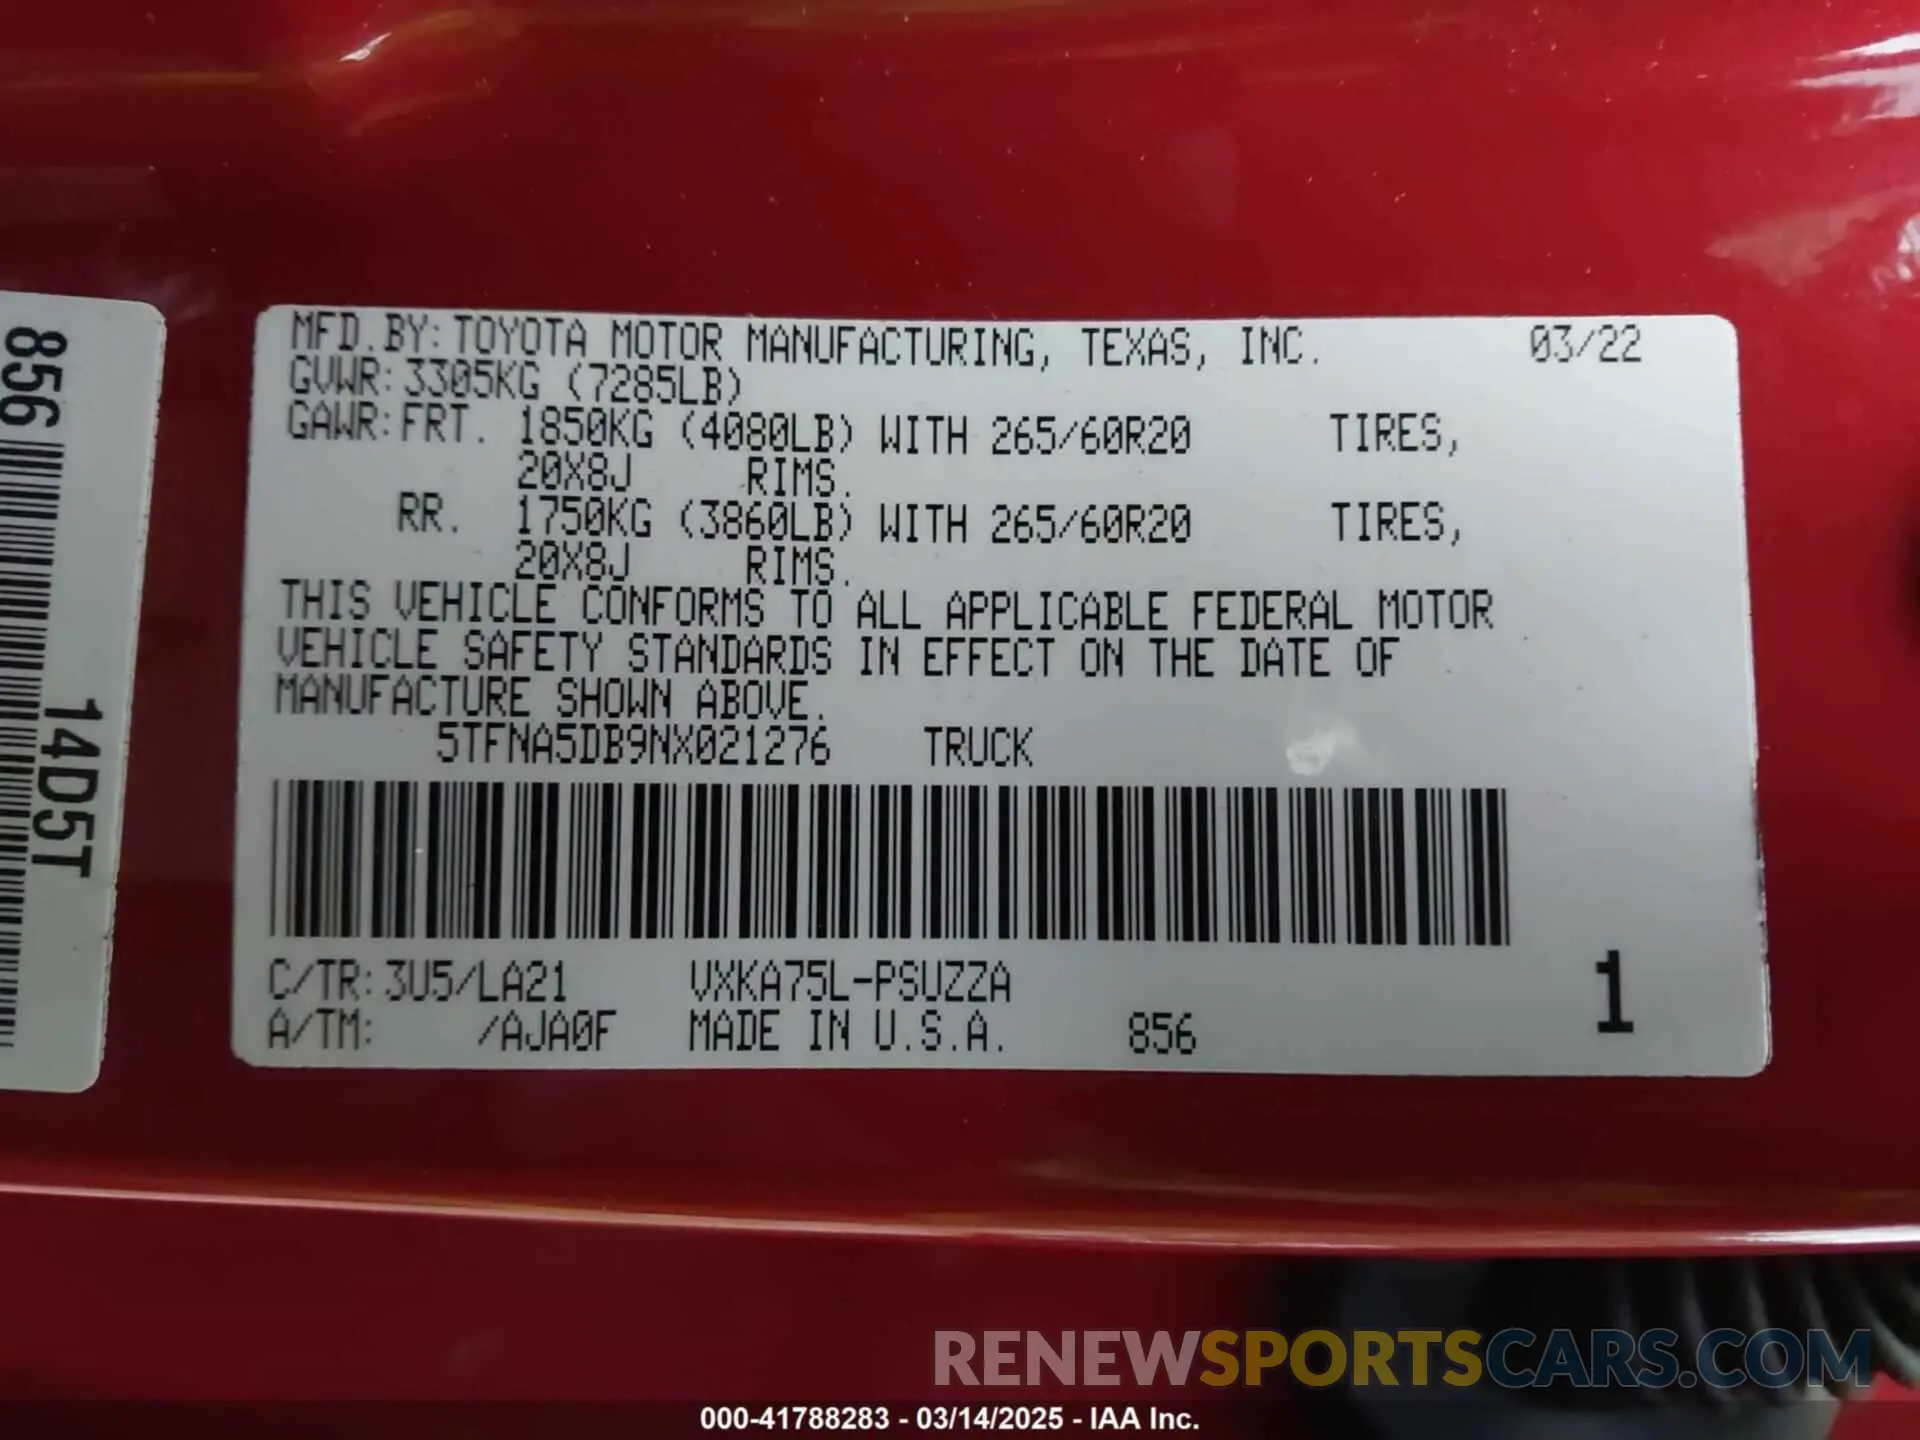 MFD.BY:TOYOTA MOTOR MANUFACTURING, TEXAS, INC. 03/22
GVWR:3305KG (7285LB)
GAWR:FRT. 1850KG (4080LB) WITH 265/60R20 TIRES,
20X8J RIMS.
RR. 1750KG (3860LB) WITH 265/60R20 TIRES,
20X8J RIMS.
THIS VEHICLE CONFORMS TO ALL APPLICABLE FEDERAL MOTOR
VEHICLE SAFETY STANDARDS IN EFFECT ON THE DATE OF
MANUFACTURE SHOWN ABOVE.
5TFNA5DB9NX021276 TRUCK
C/TR:3U5/LA21 VXKA75L-PSUZZA
A/TM: /AJA0F MADE IN U.S.A. 856 1
856
14D5T
RENEWSPORTSCARS.COM
000-41788283 - 03/14/2025 - IAA Inc.